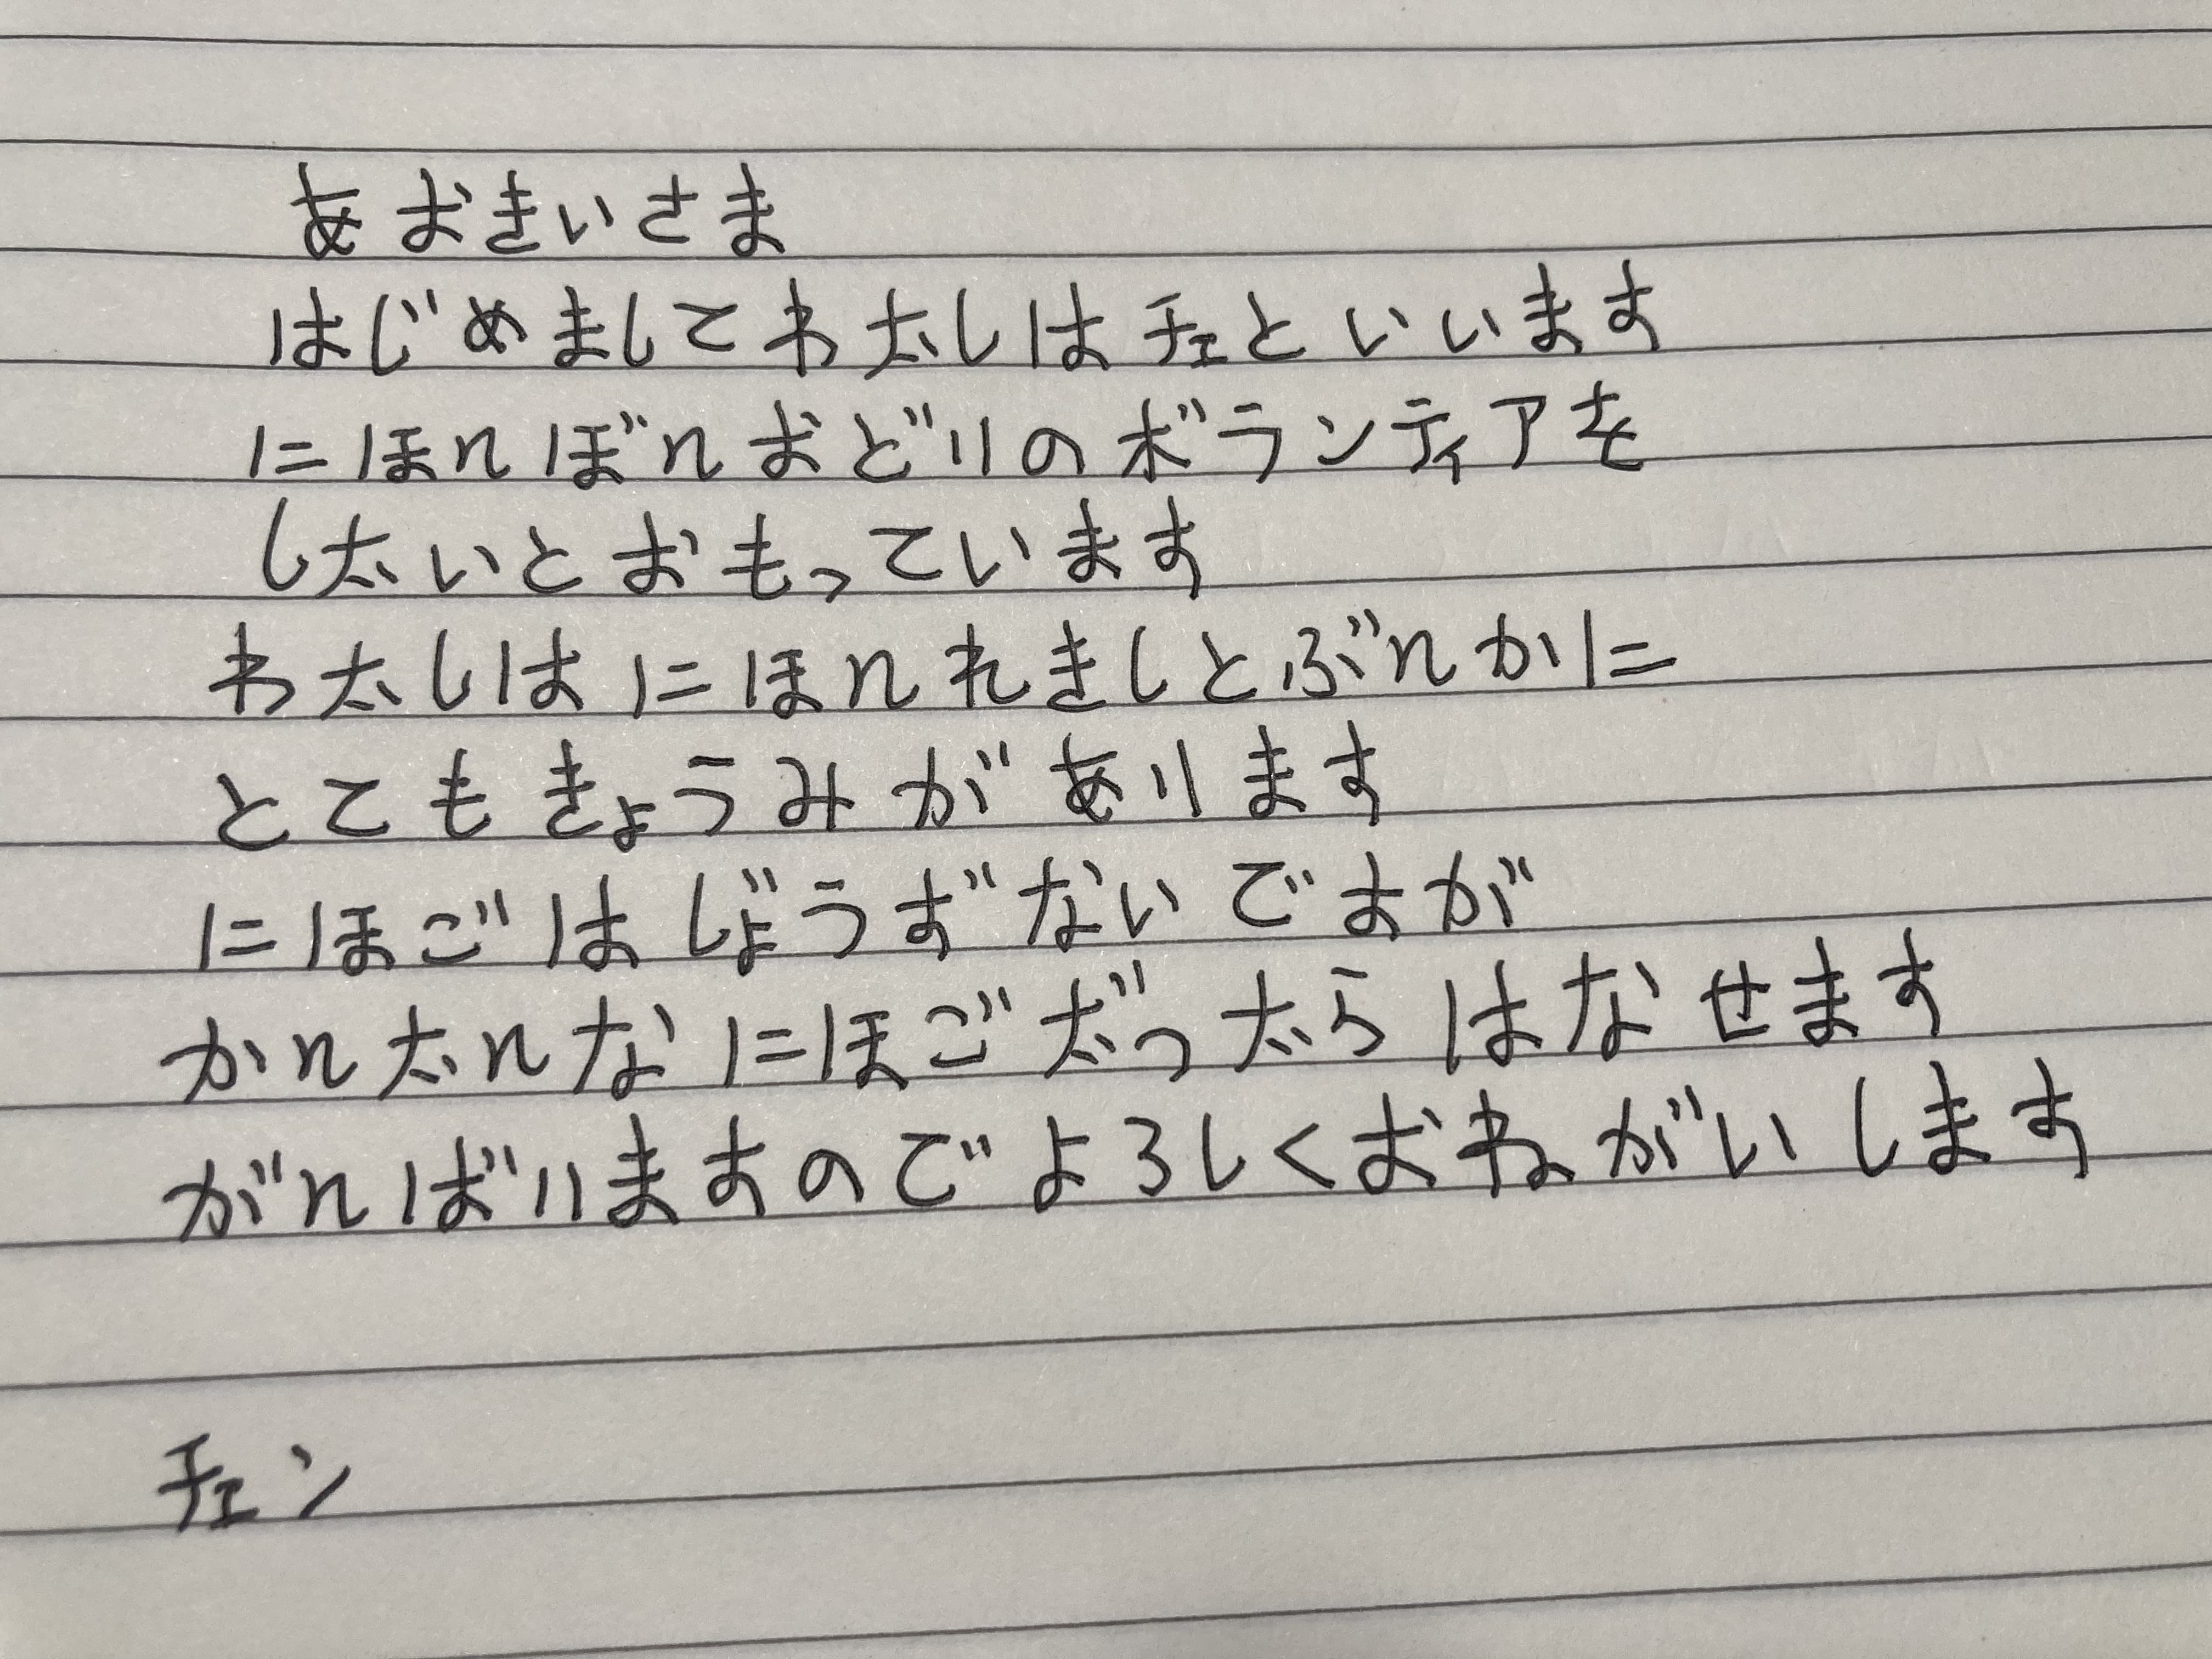 あおきいさま
はじめましてわ太しはチェといいます
にほんぼんおどりのボランティアを
し太いとおもっています
わ太しはにほんれきしとぶんかに
とてもきょうみがあります
にほごはじょうずないですが
かん太んなにほごだっ太らはなせます
がんばりますのでよろしくおねがいします
チェン